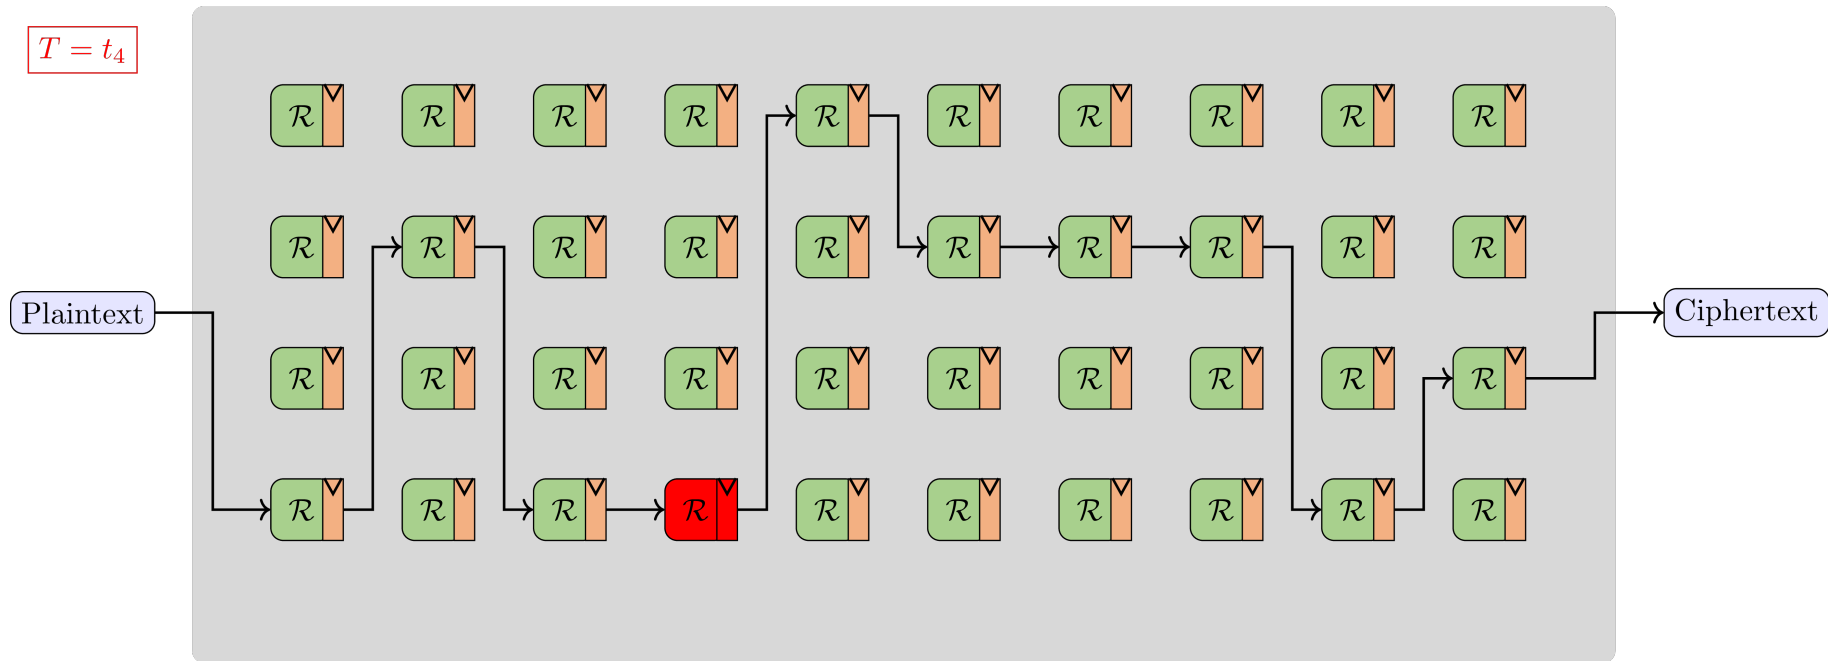 T = t₄
ℛ ℛ ℛ ℛ ℛ ℛ ℛ ℛ ℛ ℛ
ℛ ℛ ℛ ℛ ℛ ℛ ℛ ℛ ℛ ℛ
Plaintext
Ciphertext
ℛ ℛ ℛ ℛ ℛ ℛ ℛ ℛ ℛ ℛ
ℛ ℛ ℛ ℛ ℛ ℛ ℛ ℛ ℛ ℛ